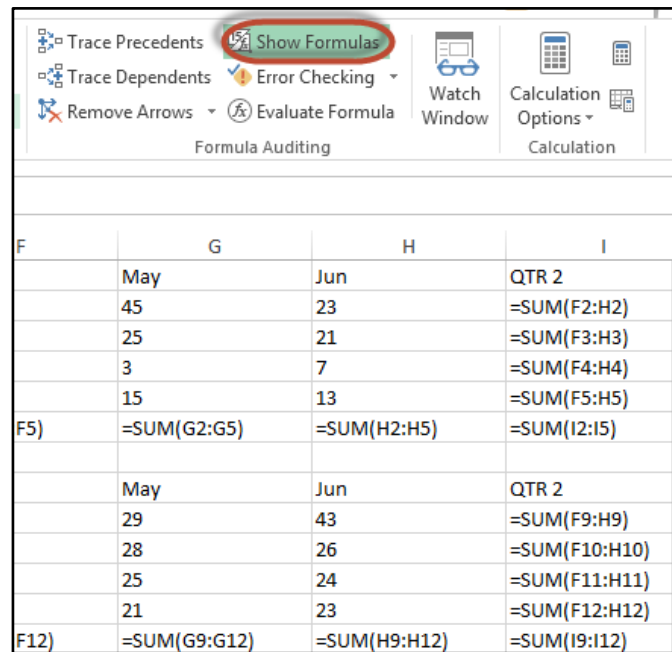 Trace Precedents Show Formulas
Trace Dependents Error Checking
Remove Arrows fx Evaluate Formula
Watch Window
Calculation Options
Formula Auditing Calculation
F G H I
May Jun QTR 2
45 23 =SUM(F2:H2)
25 21 =SUM(F3:H3)
3 7 =SUM(F4:H4)
15 13 =SUM(F5:H5)
F5) =SUM(G2:G5) =SUM(H2:H5) =SUM(I2:I5)
May Jun QTR 2
29 43 =SUM(F9:H9)
28 26 =SUM(F10:H10)
25 24 =SUM(F11:H11)
21 23 =SUM(F12:H12)
F12) =SUM(G9:G12) =SUM(H9:H12) =SUM(I9:I12)